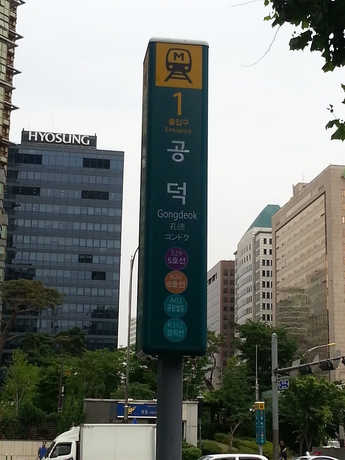 HYOSUNG
M
1
출입구
Entrance
공
덕
Gongdeok
孔德
コンドク
529
5호선
626
6호선
A02
공항철도
K312
경의선